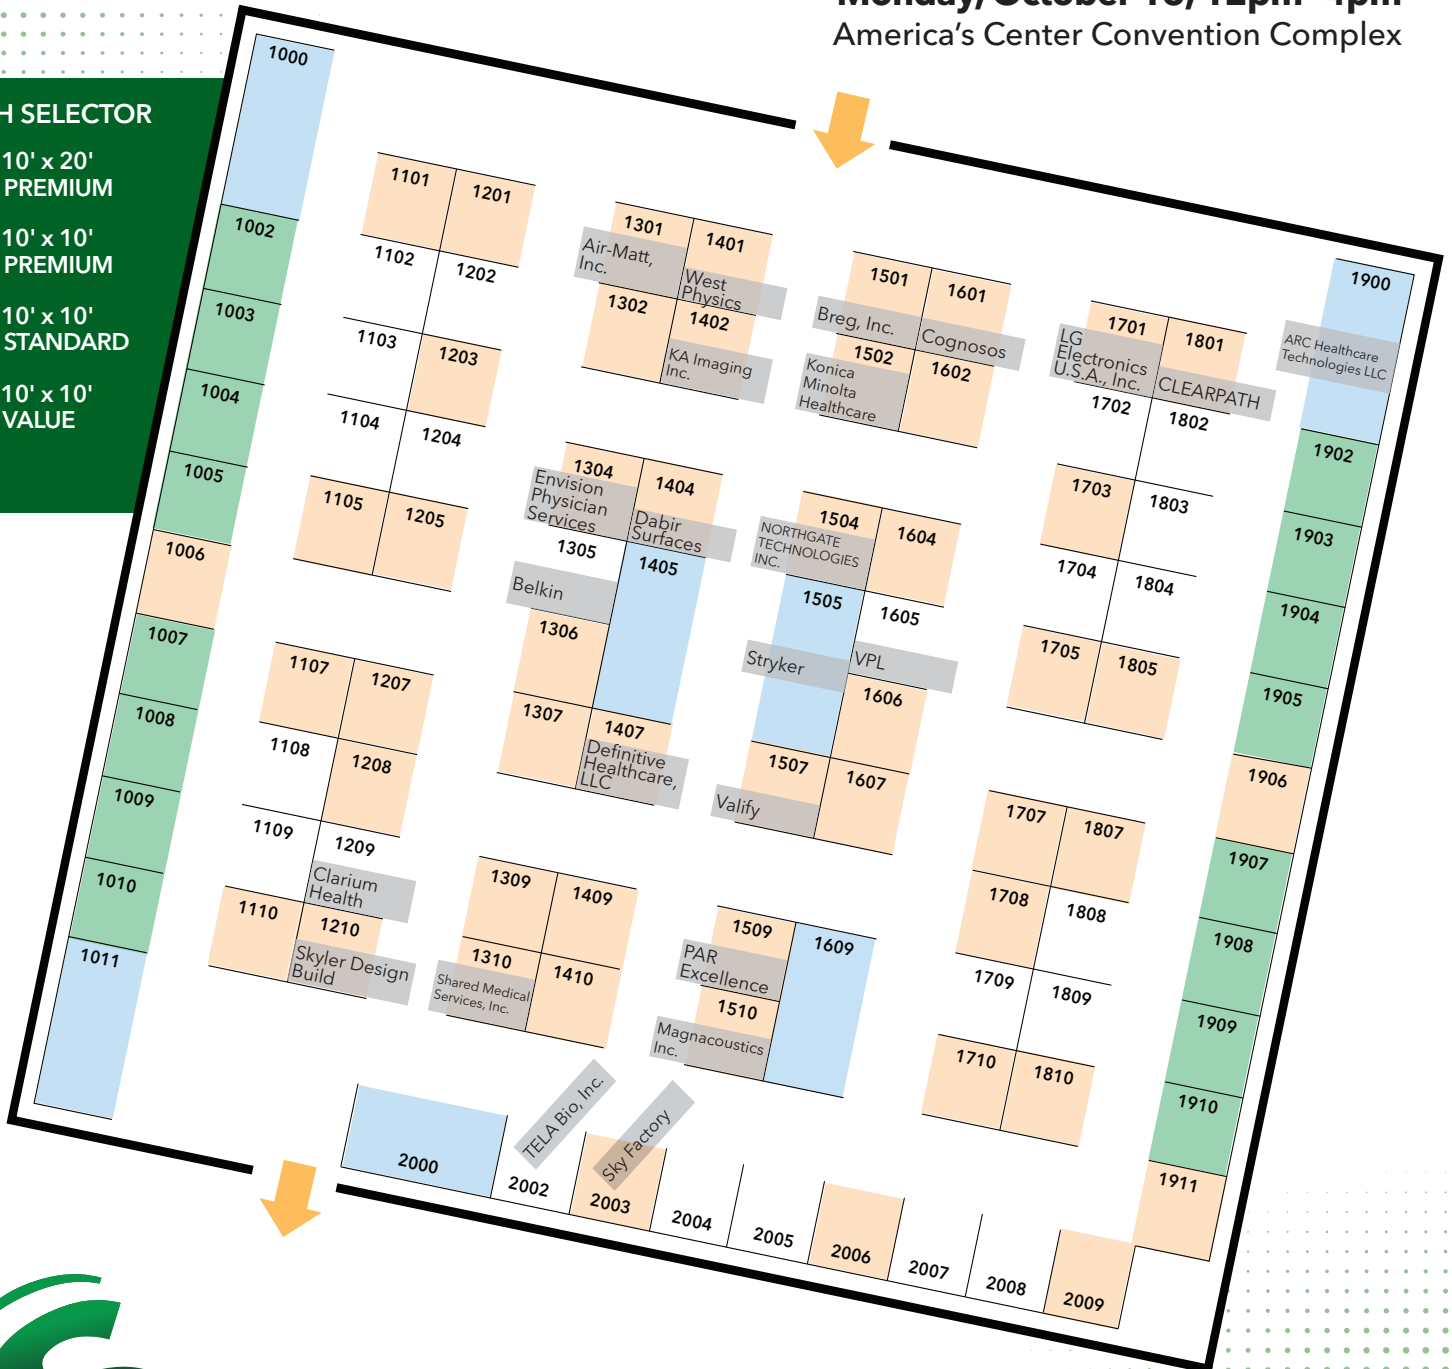 Monday/October 18/12pm-4pm
America's Center Convention Complex
H SELECTOR
10' x 20'
PREMIUM
10' x 10'
PREMIUM
10' x 10'
STANDARD
10' x 10'
VALUE
1000
1002
1003
1004
1005
1006
1007
1008
1009
1010
1011
1101
1201
1102
1202
1103
1203
1104
1204
1105
1205
1107
1207
1108
1208
1109
1209
Clarium
Health
1110
1210
Skyler Design
Build
1301
1401
Air-Matt,
Inc.
West
Physics
1302
1402
KA Imaging
Inc.
1304
1404
Envision
Physician
Services
Dabir
Surfaces
1305
1405
Belkin
1306
1307
1407
Definitive
Healthcare,
LLC
1309
1409
1310
1410
Shared Medical
Services, Inc.
1501
1601
Breg, Inc.
Cognosos
1502
1602
Konica
Minolta
Healthcare
1504
1604
NORTHGATE
TECHNOLOGIES
INC.
1505
1605
Stryker
VPL
1606
1507
1607
Valify
1509
1609
PAR
Excellence
1510
Magnacoustics
Inc.
1701
1801
LG
Electronics
U.S.A., Inc.
CLEARPATH
1702
1802
1703
1803
1704
1804
1705
1805
1707
1807
1708
1808
1709
1809
1710
1810
1900
ARC Healthcare
Technologies LLC
1902
1903
1904
1905
1906
1907
1908
1909
1910
1911
TELA Bio, Inc.
Sky Factory
2000
2002
2003
2004
2005
2006
2007
2008
2009